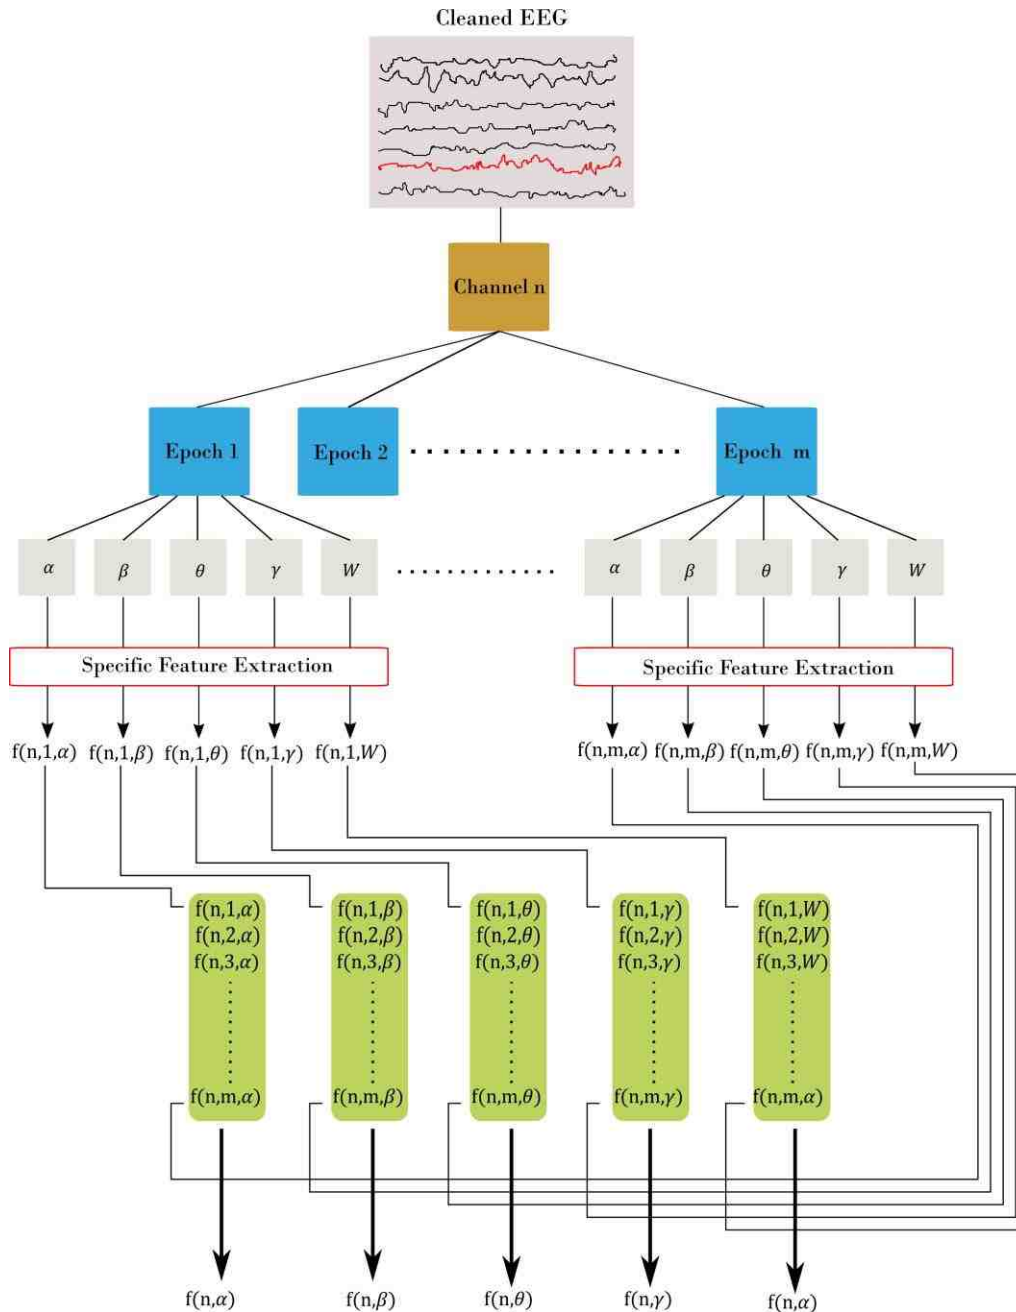 Cleaned EEG
Channel n
Epoch 1 Epoch 2 Epoch m
α β θ γ W α β θ γ W
Specific Feature Extraction Specific Feature Extraction
f(n,1,α) f(n,1,β) f(n,1,θ) f(n,1,γ) f(n,1,W) f(n,m,α) f(n,m,β) f(n,m,θ) f(n,m,γ) f(n,m,W)
f(n,1,α) f(n,1,β) f(n,1,θ) f(n,1,γ) f(n,1,W)
f(n,2,α) f(n,2,β) f(n,2,θ) f(n,2,γ) f(n,2,W)
f(n,3,α) f(n,3,β) f(n,3,θ) f(n,3,γ) f(n,3,W)
f(n,m,α) f(n,m,β) f(n,m,θ) f(n,m,γ) f(n,m,α)
f(n,α) f(n,β) f(n,θ) f(n,γ) f(n,α)